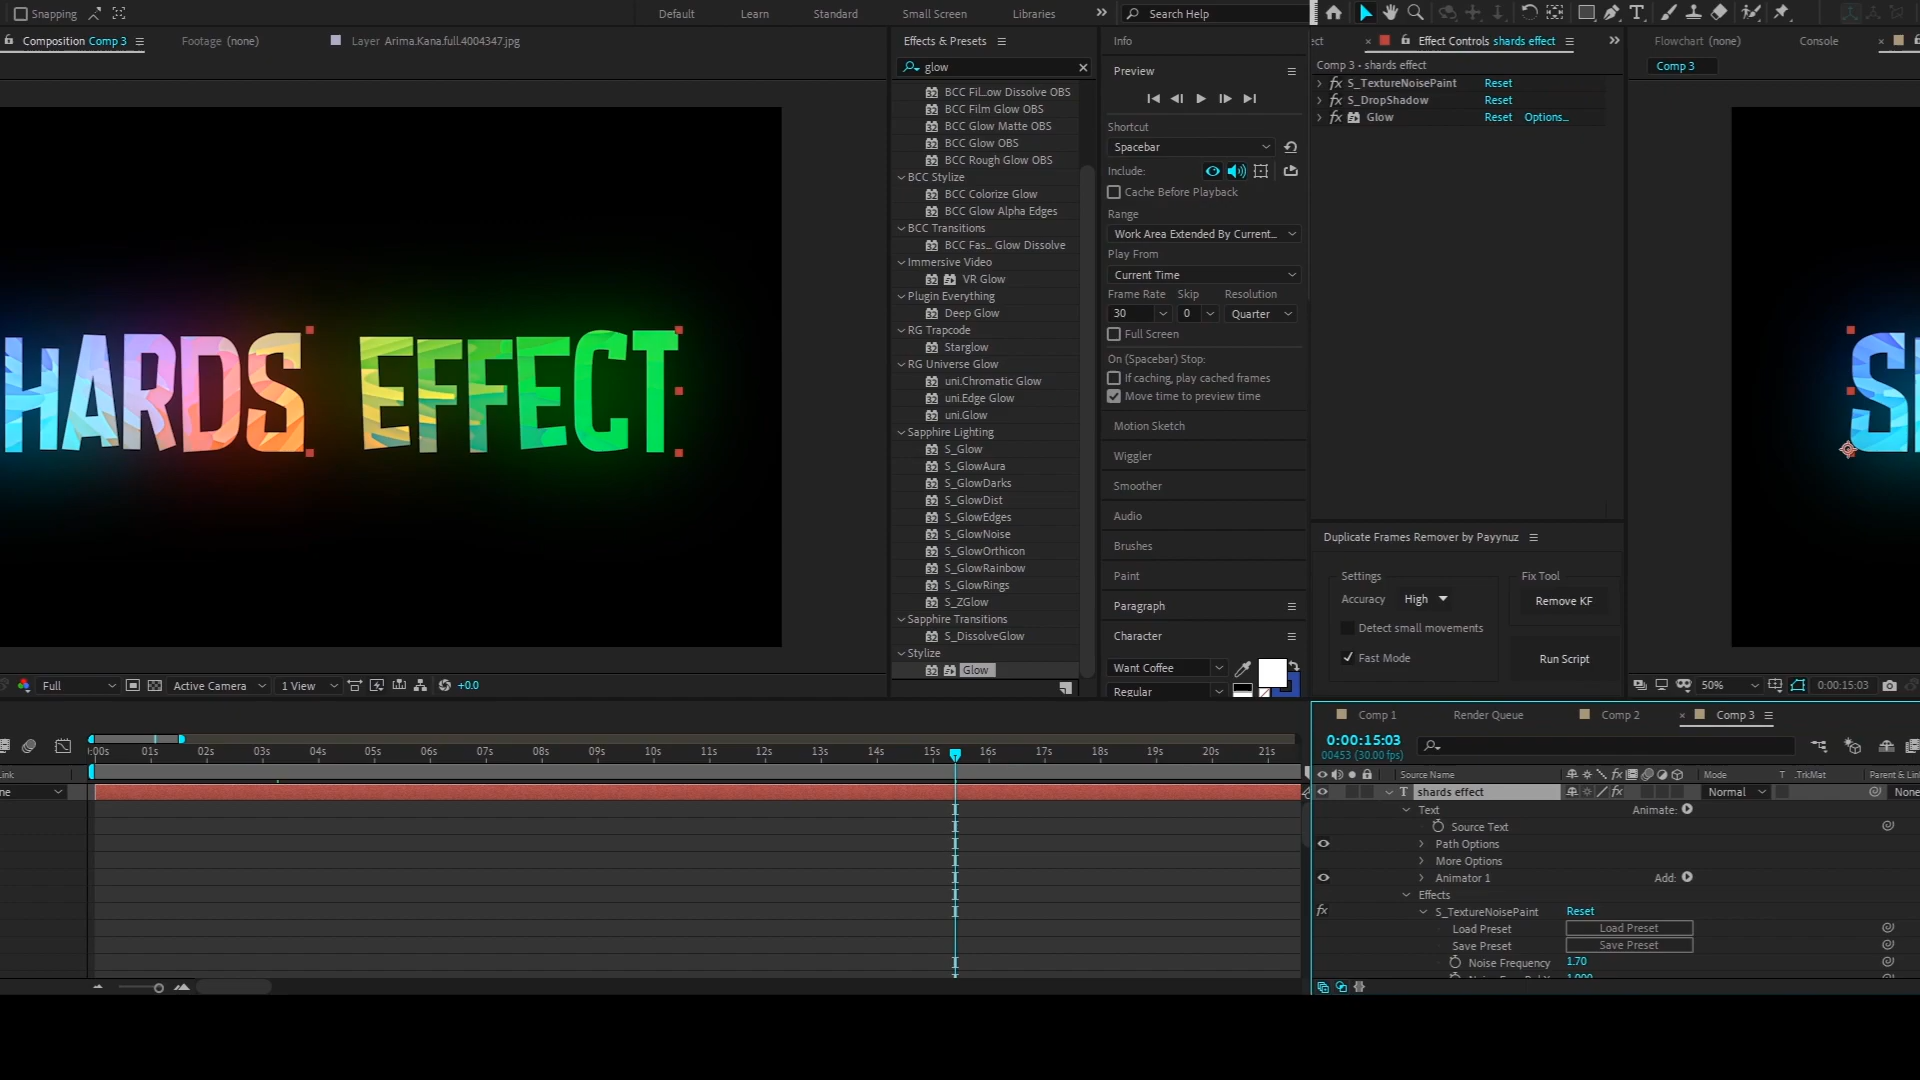 Snapping
Default
Learn
Standard
Small Screen
Libraries
Search Help
Composition Comp 3
Footage (none)
Layer Arima.Kana.full.4004347.jpg
HARDS EFFECT
Full
Active Camera
1 View
+0.0
Effects & Presets
glow
BCC Fil...ow Dissolve OBS
BCC Film Glow OBS
BCC Glow Matte OBS
BCC Glow OBS
BCC Rough Glow OBS
BCC Stylize
BCC Colorize Glow
BCC Glow Alpha Edges
BCC Transitions
BCC Fas... Glow Dissolve
Immersive Video
VR Glow
Plugin Everything
Deep Glow
RG Trapcode
Starglow
RG Universe Glow
uni.Chromatic Glow
uni.Edge Glow
uni.Glow
Sapphire Lighting
S_Glow
S_GlowAura
S_GlowDarks
S_GlowDist
S_GlowEdges
S_GlowNoise
S_GlowOrthicon
S_GlowRainbow
S_GlowRings
S_ZGlow
Sapphire Transitions
S_DissolveGlow
Stylize
Glow
Info
Preview
Shortcut
Spacebar
Include:
Cache Before Playback
Range
Work Area Extended By Current...
Play From
Current Time
Frame Rate Skip Resolution
30 0 Quarter
Full Screen
On (Spacebar) Stop:
If caching, play cached frames
Move time to preview time
Motion Sketch
Wiggler
Smoother
Audio
Brushes
Paint
Paragraph
Character
Want Coffee
Regular
ect
Effect Controls shards effect
Comp 3 - shards effect
fx S_TextureNoisePaint Reset
fx S_DropShadow Reset
fx Glow Reset Options...
Duplicate Frames Remover by Payynuz
Settings
Accuracy High
Detect small movements
Fast Mode
Fix Tool
Remove KF
Run Script
Flowchart (none)
Console
Comp 3
50%
0:00:15:03
:00s 01s 02s 03s 04s 05s 06s 07s 08s 09s 10s 11s 12s 13s 14s 15s 16s 17s 18s 19s 20s 21s
Link
ne
Comp 1
Render Queue
Comp 2
Comp 3
0:00:15:03
00453 (30.00 fps)
Source Name
Mode
T .TrkMat
Parent & Link
T shards effect
Normal
None
Text
Animate:
Source Text
Path Options
More Options
Animator 1
Add:
Effects
fx
S_TextureNoisePaint Reset
Load Preset Load Preset
Save Preset Save Preset
Noise Frequency 1.70